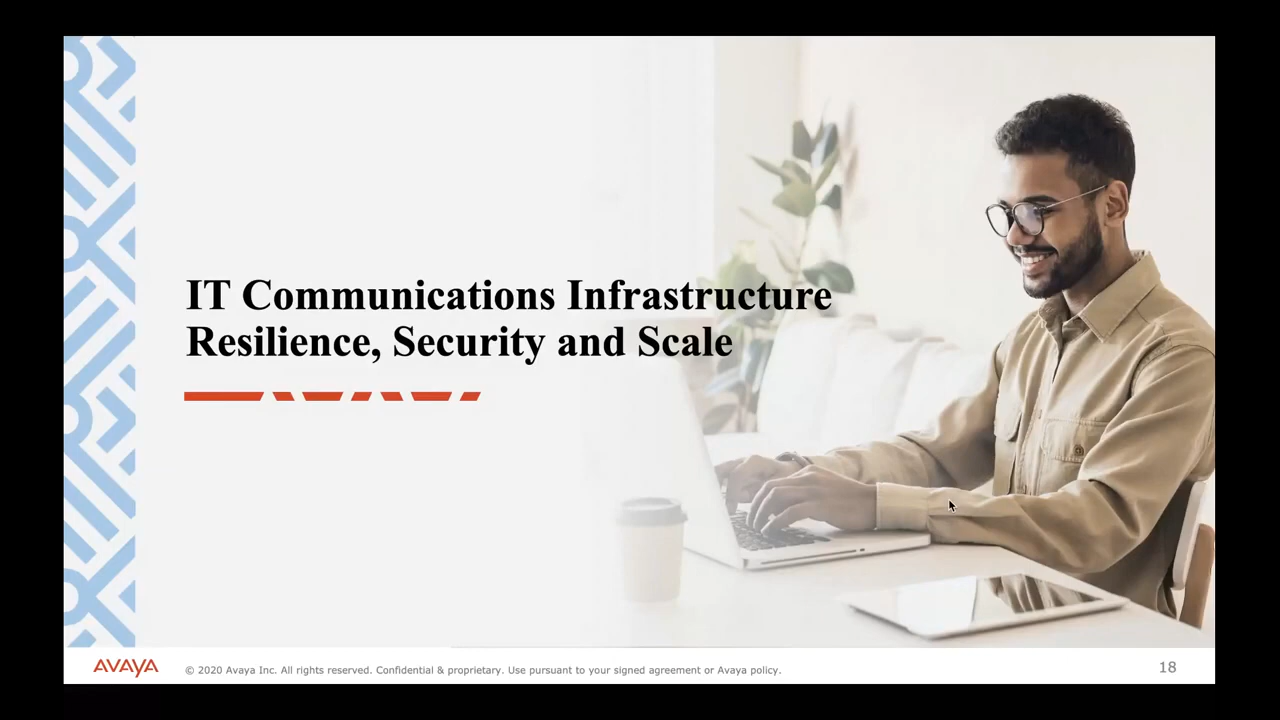 IT Communications Infrastructure
Resilience, Security and Scale
AVAYA
© 2020 Avaya Inc. All rights reserved. Confidential & proprietary. Use pursuant to your signed agreement or Avaya policy.
18